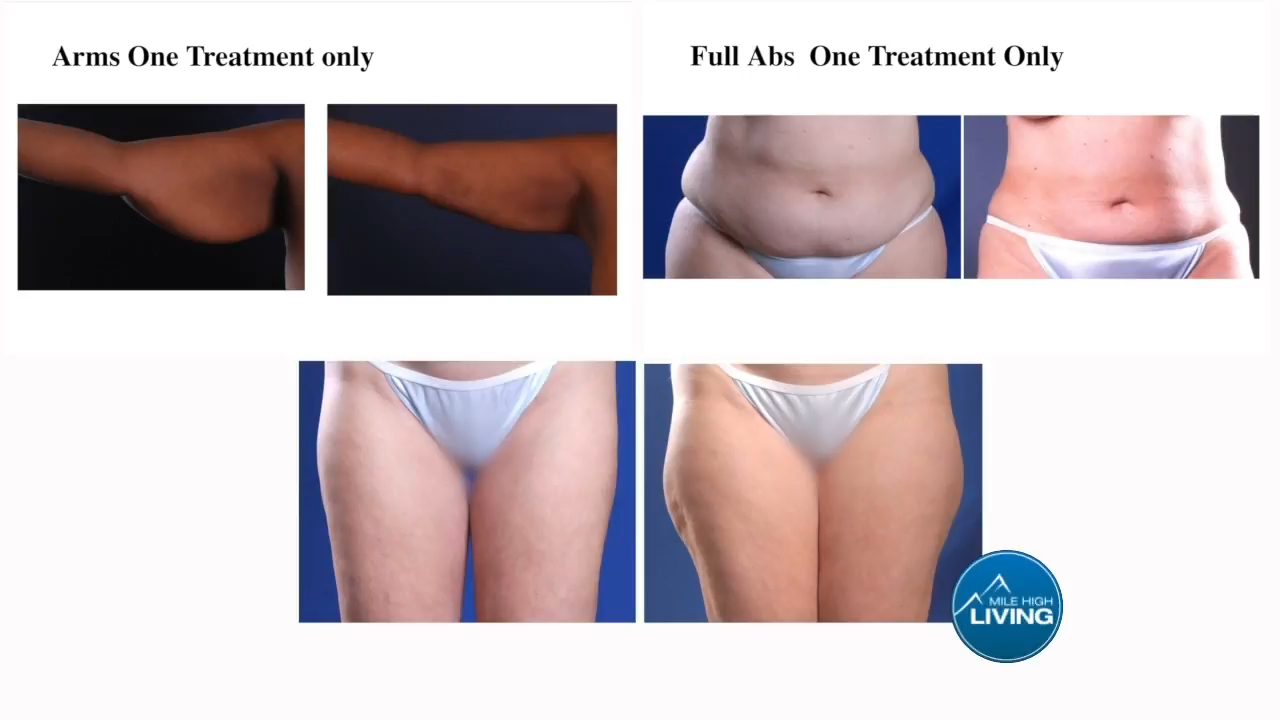 Arms One Treatment only
Full Abs  One Treatment Only
MILE HIGH
LIVING